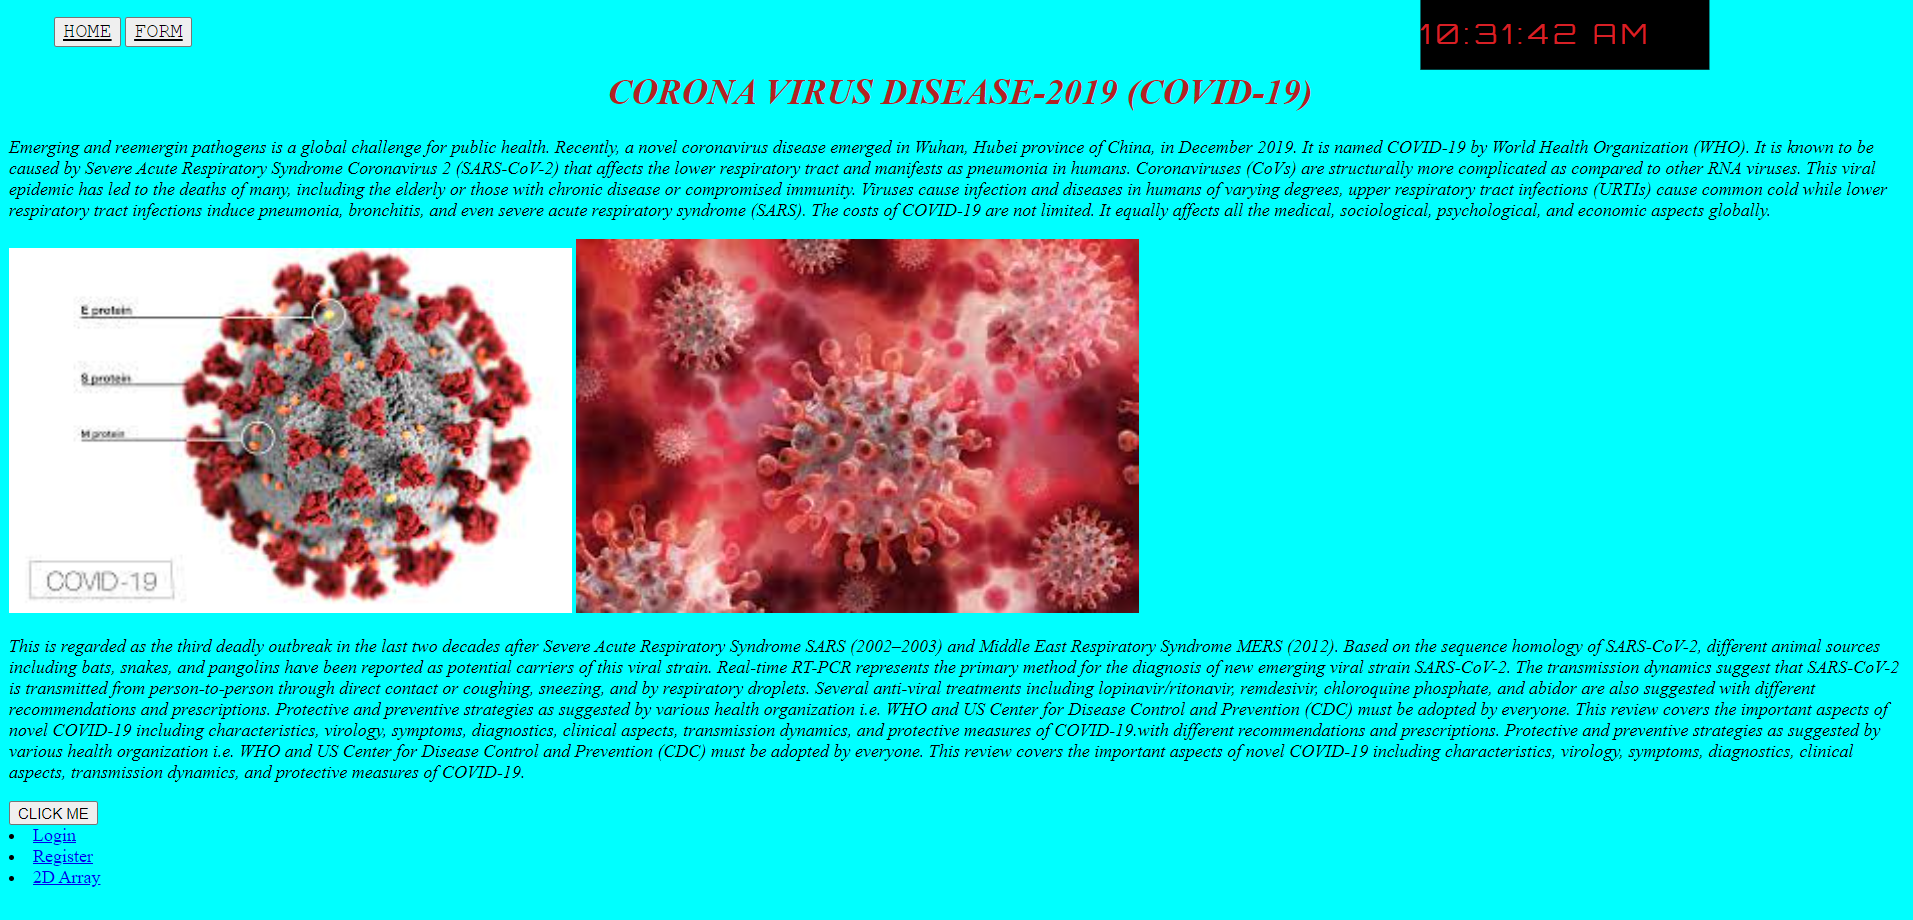 HOME FORM
10:31:42 AM
CORONA VIRUS DISEASE-2019 (COVID-19)
Emerging and reemergin pathogens is a global challenge for public health. Recently, a novel coronavirus disease emerged in Wuhan, Hubei province of China, in December 2019. It is named COVID-19 by World Health Organization (WHO). It is known to be
caused by Severe Acute Respiratory Syndrome Coronavirus 2 (SARS-CoV-2) that affects the lower respiratory tract and manifests as pneumonia in humans. Coronaviruses (CoVs) are structurally more complicated as compared to other RNA viruses. This viral
epidemic has led to the deaths of many, including the elderly or those with chronic disease or compromised immunity. Viruses cause infection and diseases in humans of varying degrees, upper respiratory tract infections (URTIs) cause common cold while lower
respiratory tract infections induce pneumonia, bronchitis, and even severe acute respiratory syndrome (SARS). The costs of COVID-19 are not limited. It equally affects all the medical, sociological, psychological, and economic aspects globally.
E protein
S protein
M protein
COVID-19
This is regarded as the third deadly outbreak in the last two decades after Severe Acute Respiratory Syndrome SARS (2002–2003) and Middle East Respiratory Syndrome MERS (2012). Based on the sequence homology of SARS-CoV-2, different animal sources
including bats, snakes, and pangolins have been reported as potential carriers of this viral strain. Real-time RT-PCR represents the primary method for the diagnosis of new emerging viral strain SARS-CoV-2. The transmission dynamics suggest that SARS-CoV-2
is transmitted from person-to-person through direct contact or coughing, sneezing, and by respiratory droplets. Several anti-viral treatments including lopinavir/ritonavir, remdesivir, chloroquine phosphate, and abidor are also suggested with different
recommendations and prescriptions. Protective and preventive strategies as suggested by various health organization i.e. WHO and US Center for Disease Control and Prevention (CDC) must be adopted by everyone. This review covers the important aspects of
novel COVID-19 including characteristics, virology, symptoms, diagnostics, clinical aspects, transmission dynamics, and protective measures of COVID-19.with different recommendations and prescriptions. Protective and preventive strategies as suggested by
various health organization i.e. WHO and US Center for Disease Control and Prevention (CDC) must be adopted by everyone. This review covers the important aspects of novel COVID-19 including characteristics, virology, symptoms, diagnostics, clinical
aspects, transmission dynamics, and protective measures of COVID-19.
CLICK ME
• Login
• Register
• 2D Array